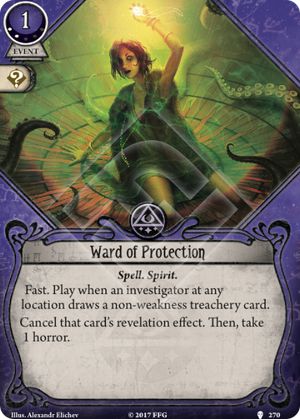 1
EVENT
?
Ward of Protection
Spell. Spirit.
Fast. Play when an investigator at any
location draws a non-weakness treachery card.
Cancel that card's revelation effect. Then, take
1 horror.
Illus. Alexandr Elichev © 2017 FFG 270